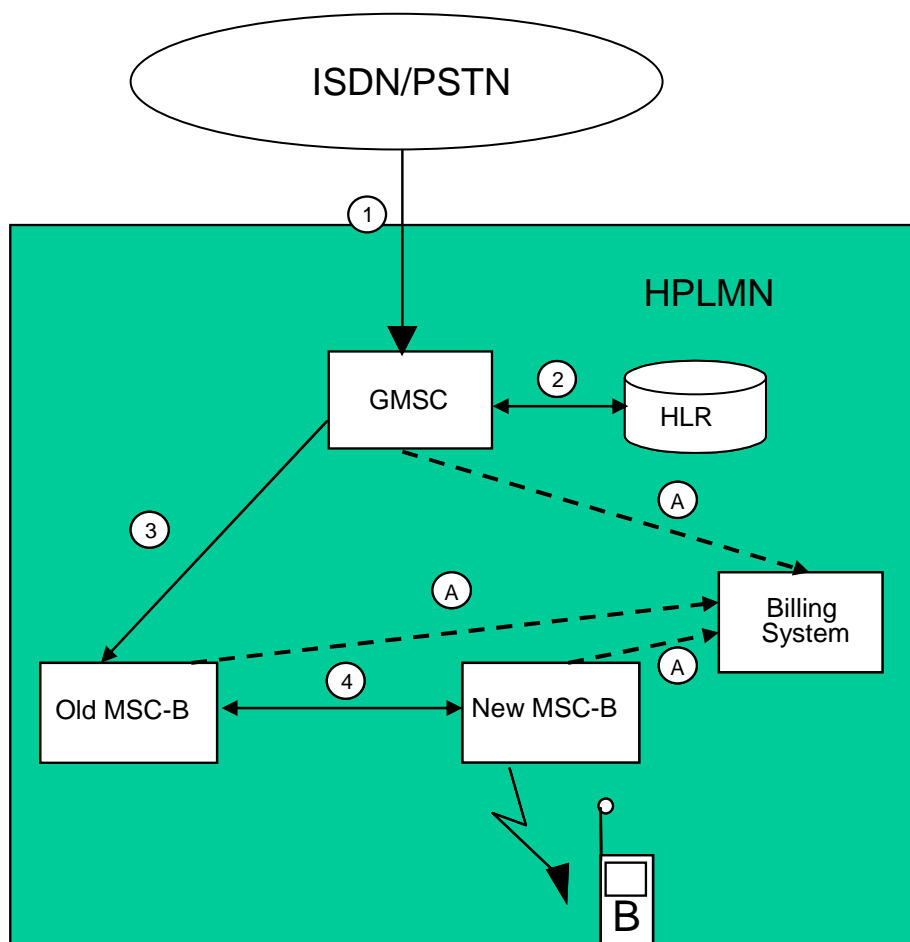 ISDN/PSTN
1
HPLMN
GMSC
2
HLR
A
3
A
Billing
System
4
A
Old MSC-B
New MSC-B
B